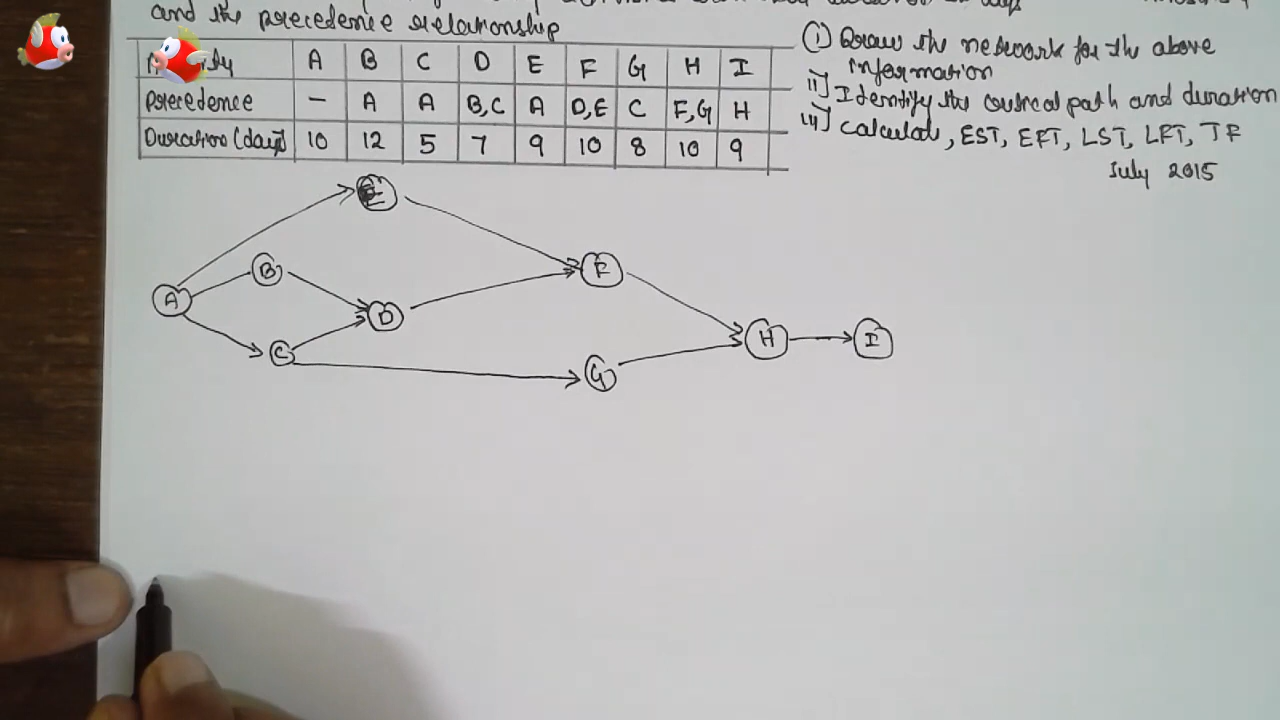 and the precedence relationship
A B C D E F G H I
Precedence — A A B,C A D,E C F,G H
Duration (days) 10 12 5 7 9 10 8 10 9
(i) Draw the network for the above
information
ii] Identify the critical path and duration
iii] calculate, EST, EFT, LST, LFT, TF
July 2015
E
B
A
D
C
F
G
H
I